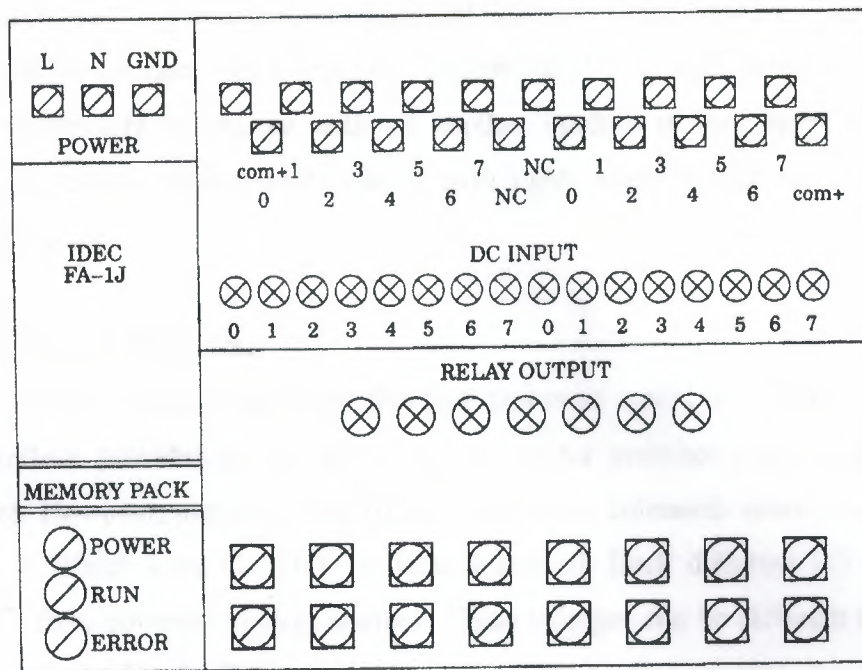 L N GND
POWER
com+1 3 5 7 NC 1 3 5 7
0 2 4 6 NC 0 2 4 6 com+
IDEC
FA-1J
DC INPUT
0 1 2 3 4 5 6 7 0 1 2 3 4 5 6 7
RELAY OUTPUT
MEMORY PACK
POWER
RUN
ERROR